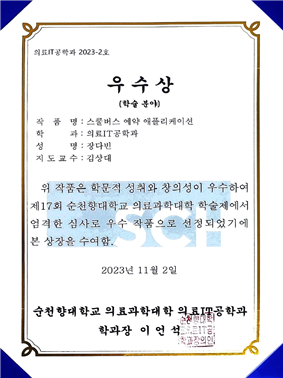 의료IT공학과 2023-2호
우수상
(학술 분야)
작 품 명 : 스쿨버스 예약 애플리케이션
학 과 : 의료IT공학과
성 명 : 장다빈
지 도 교 수 : 김상대
위 작품은 학문적 성취와 창의성이 우수하여
제17회 순천향대학교 의료과학대학 학술제에서
엄격한 심사로 우수 작품으로 선정되었기에
본 상장을 수여함.
2023년 11월 2일
순천향대학교 의료과학대학 의료IT공학과
학과장 이 언 석